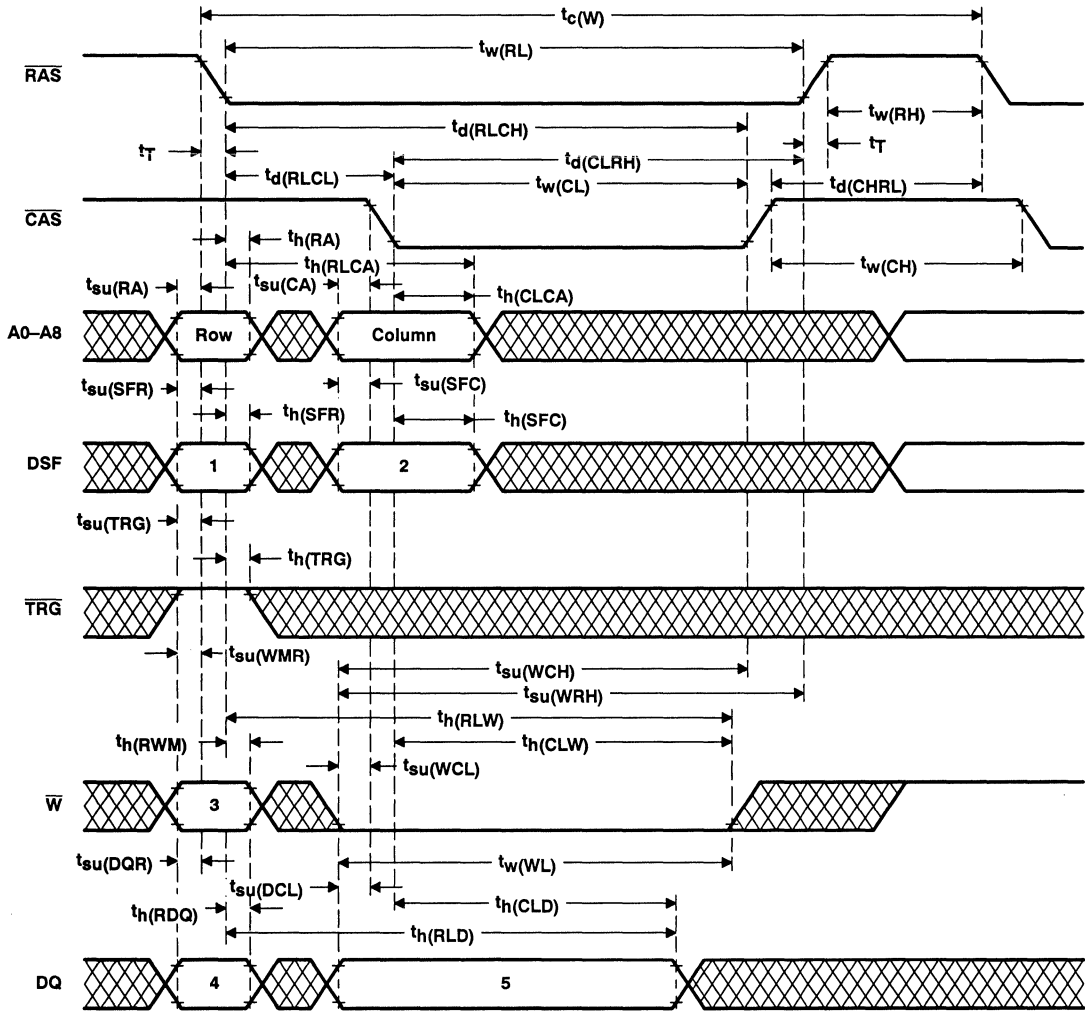 tc(W)
tw(RL)
RAS
tw(RH)
td(RLCH)
tT
tT
td(CLRH)
td(RLCL)
tw(CL)
td(CHRL)
CAS
th(RA)
th(RLCA)
tw(CH)
tsu(RA)
tsu(CA)
th(CLCA)
A0–A8
Row
Column
tsu(SFR)
tsu(SFC)
th(SFR)
th(SFC)
DSF
1
2
tsu(TRG)
th(TRG)
TRG
tsu(WMR)
tsu(WCH)
tsu(WRH)
th(RLW)
th(RWM)
th(CLW)
tsu(WCL)
W
3
tsu(DQR)
tw(WL)
tsu(DCL)
th(CLD)
th(RDQ)
th(RLD)
DQ
4
5